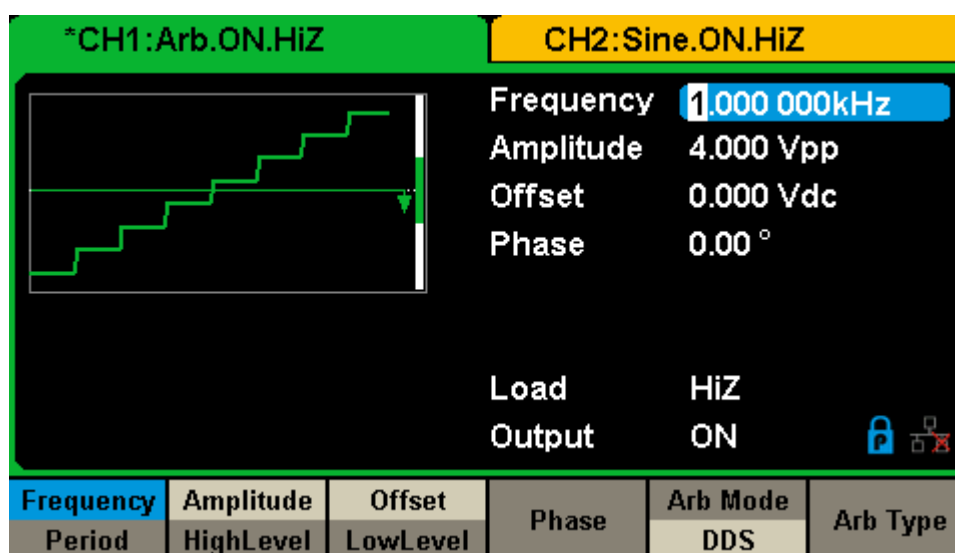 *CH1:Arb.ON.HiZ CH2:Sine.ON.HiZ
Frequency 1.000 000kHz
Amplitude 4.000 Vpp
Offset 0.000 Vdc
Phase 0.00 °
Load HiZ
Output ON P
Frequency Amplitude Offset Phase Arb Mode Arb Type
Period HighLevel LowLevel DDS